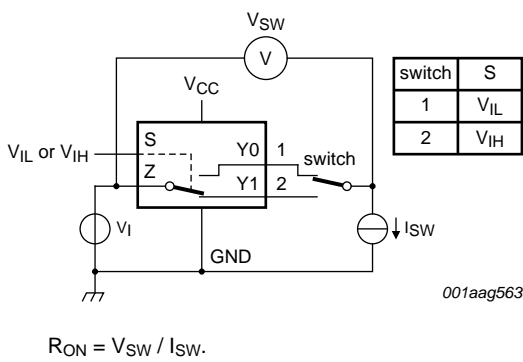 VSW
V
VCC
switch S
1 VIL
2 VIH
S
VIL or VIH
Z
Y0 1
switch
Y1 2
VI
ISW
GND
001aag563
RON = VSW / ISW.